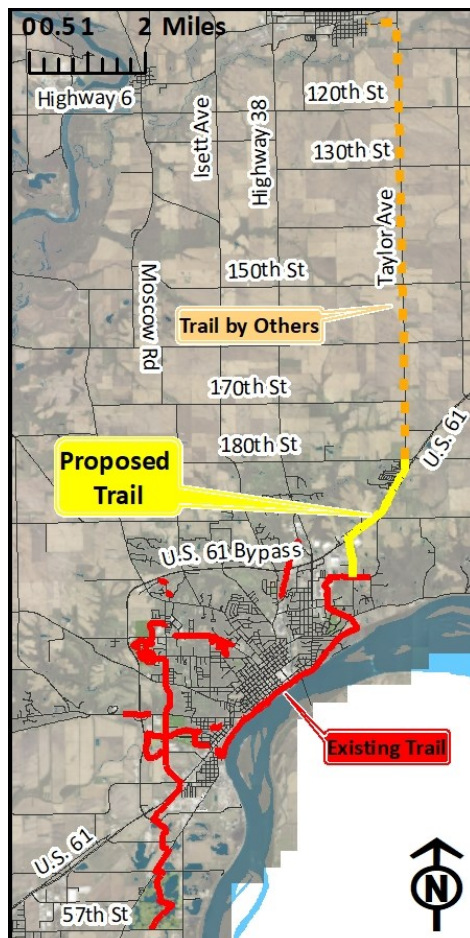 0 0.5 1 2 Miles
Highway 6
Isett Ave
Highway 38
120th St
130th St
Taylor Ave
Moscow Rd
150th St
Trail by Others
170th St
180th St
U.S. 61
Proposed
Trail
U.S. 61 Bypass
Existing Trail
U.S. 61
57th St
N